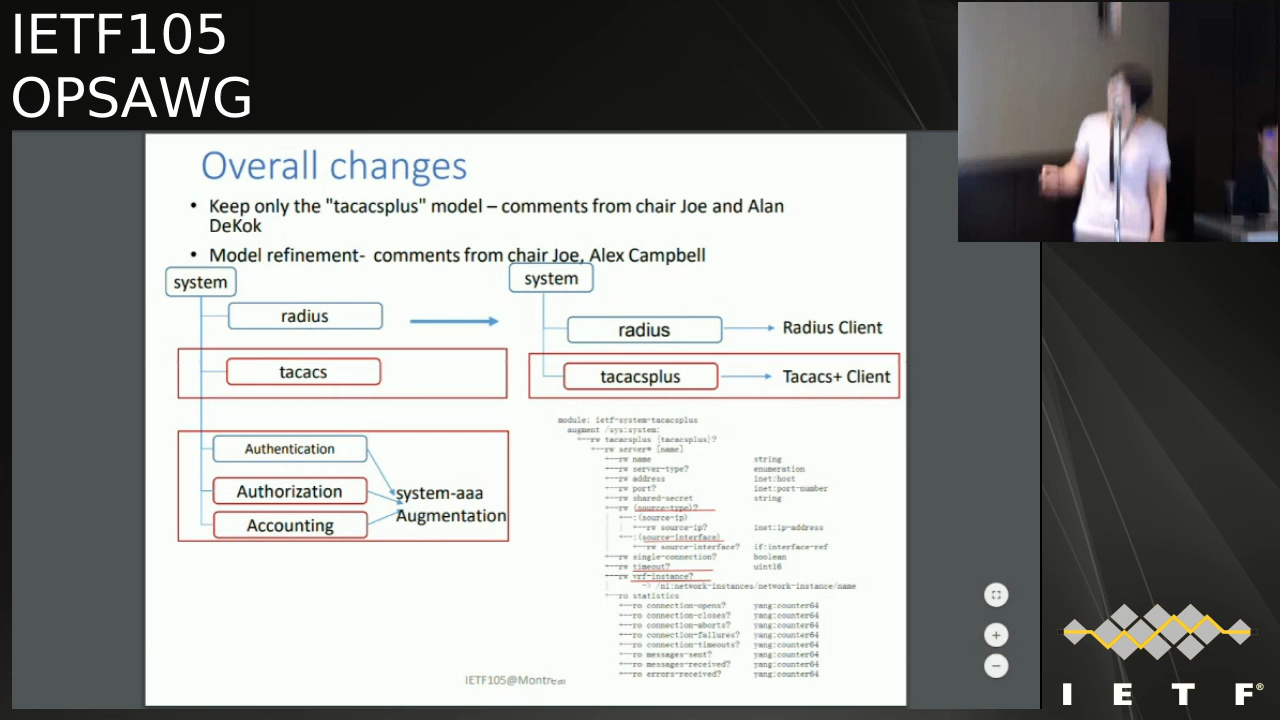 IETF105
OPSAWG
Overall changes
• Keep only the "tacacsplus" model – comments from chair Joe and Alan
DeKok
• Model refinement- comments from chair Joe, Alex Campbell
system
radius
tacacs
Authentication
Authorization
Accounting
system-aaa
Augmentation
system
radius
Radius Client
tacacsplus
Tacacs+ Client
module: ietf-system-tacacsplus
augment /sys:system:
+--rw tacacsplus {tacacsplus}?
+--rw server* [name]
+--rw name string
+--rw server-type? enumeration
+--rw address inet:host
+--rw port? inet:port-number
+--rw shared-secret string
+--rw (source-type)?
+--:(source-ip)
+--rw source-ip? inet:ip-address
+--:(source-interface)
+--rw source-interface? if:interface-ref
+--rw single-connection? boolean
+--rw timeout? uint16
+--rw vrf-instance?
-> /ni:network-instances/network-instance/name
+--ro statistics
+--ro connection-opens? yang:counter64
+--ro connection-closes? yang:counter64
+--ro connection-aborts? yang:counter64
+--ro connection-failures? yang:counter64
+--ro connection-timeouts? yang:counter64
+--ro messages-sent? yang:counter64
+--ro messages-received? yang:counter64
+--ro errors-received? yang:counter64
IETF105@Montreal
I E T F®